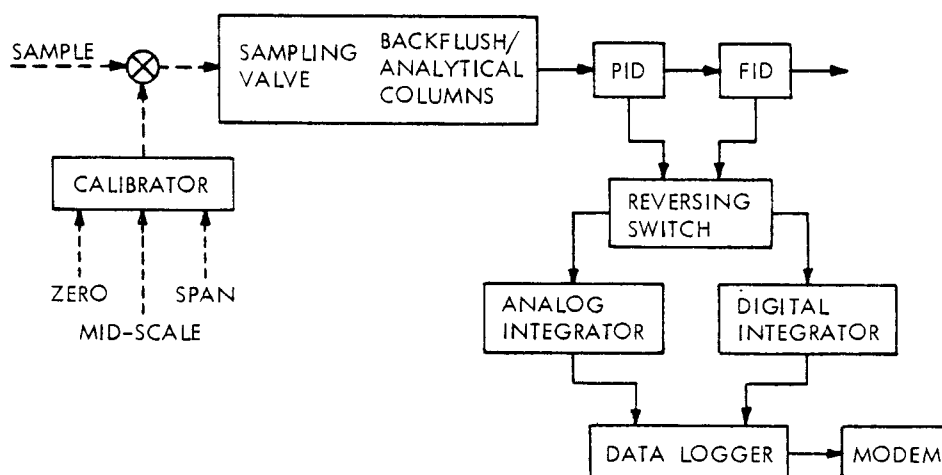 SAMPLE
SAMPLING VALVE
BACKFLUSH/
ANALYTICAL
COLUMNS
PID
FID
CALIBRATOR
REVERSING
SWITCH
ZERO
SPAN
MID-SCALE
ANALOG
INTEGRATOR
DIGITAL
INTEGRATOR
DATA LOGGER
MODEM